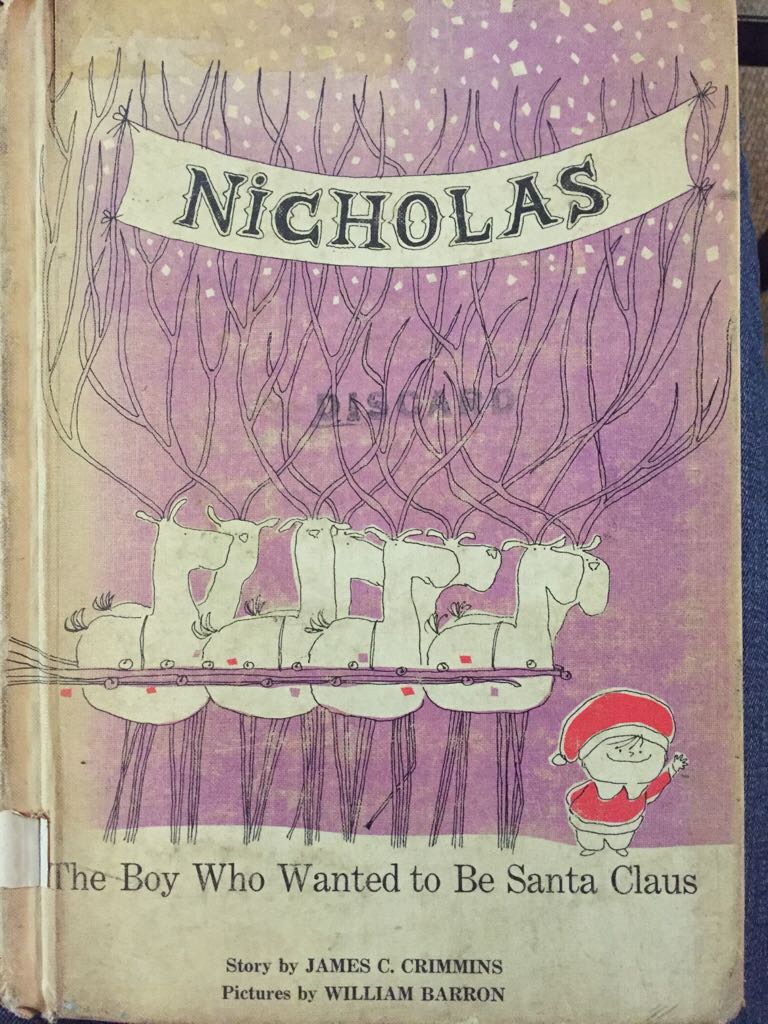 NiCHOLAS
DISCARD
The Boy Who Wanted to Be Santa Claus
Story by JAMES C. CRIMMINS
Pictures by WILLIAM BARRON